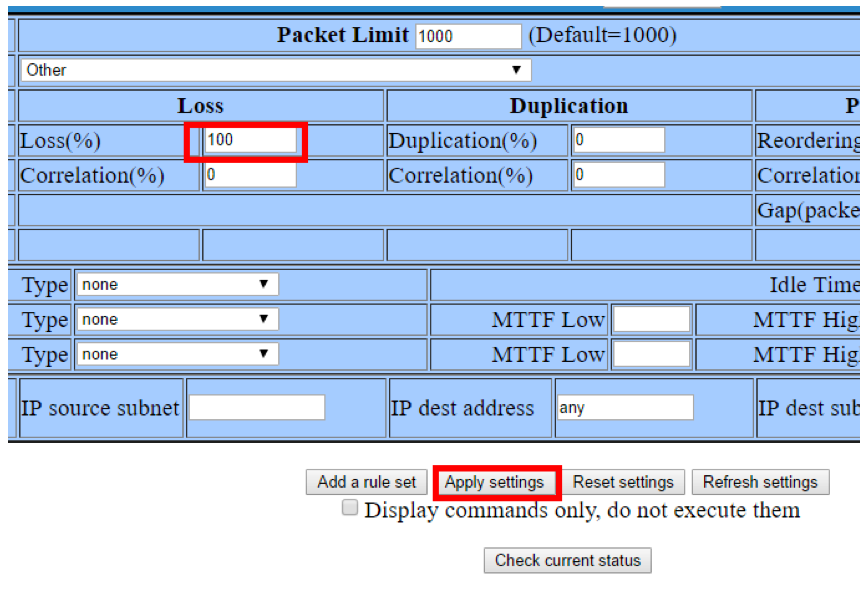 Packet Limit 1000 (Default=1000)
Other
Loss Duplication P
Loss(%) 100 Duplication(%) 0 Reordering
Correlation(%) 0 Correlation(%) 0 Correlation
Gap(packe
Type none Idle Time
Type none MTTF Low MTTF Hig
Type none MTTF Low MTTF Hig
IP source subnet IP dest address any IP dest sub
Add a rule set Apply settings Reset settings Refresh settings
Display commands only, do not execute them
Check current status